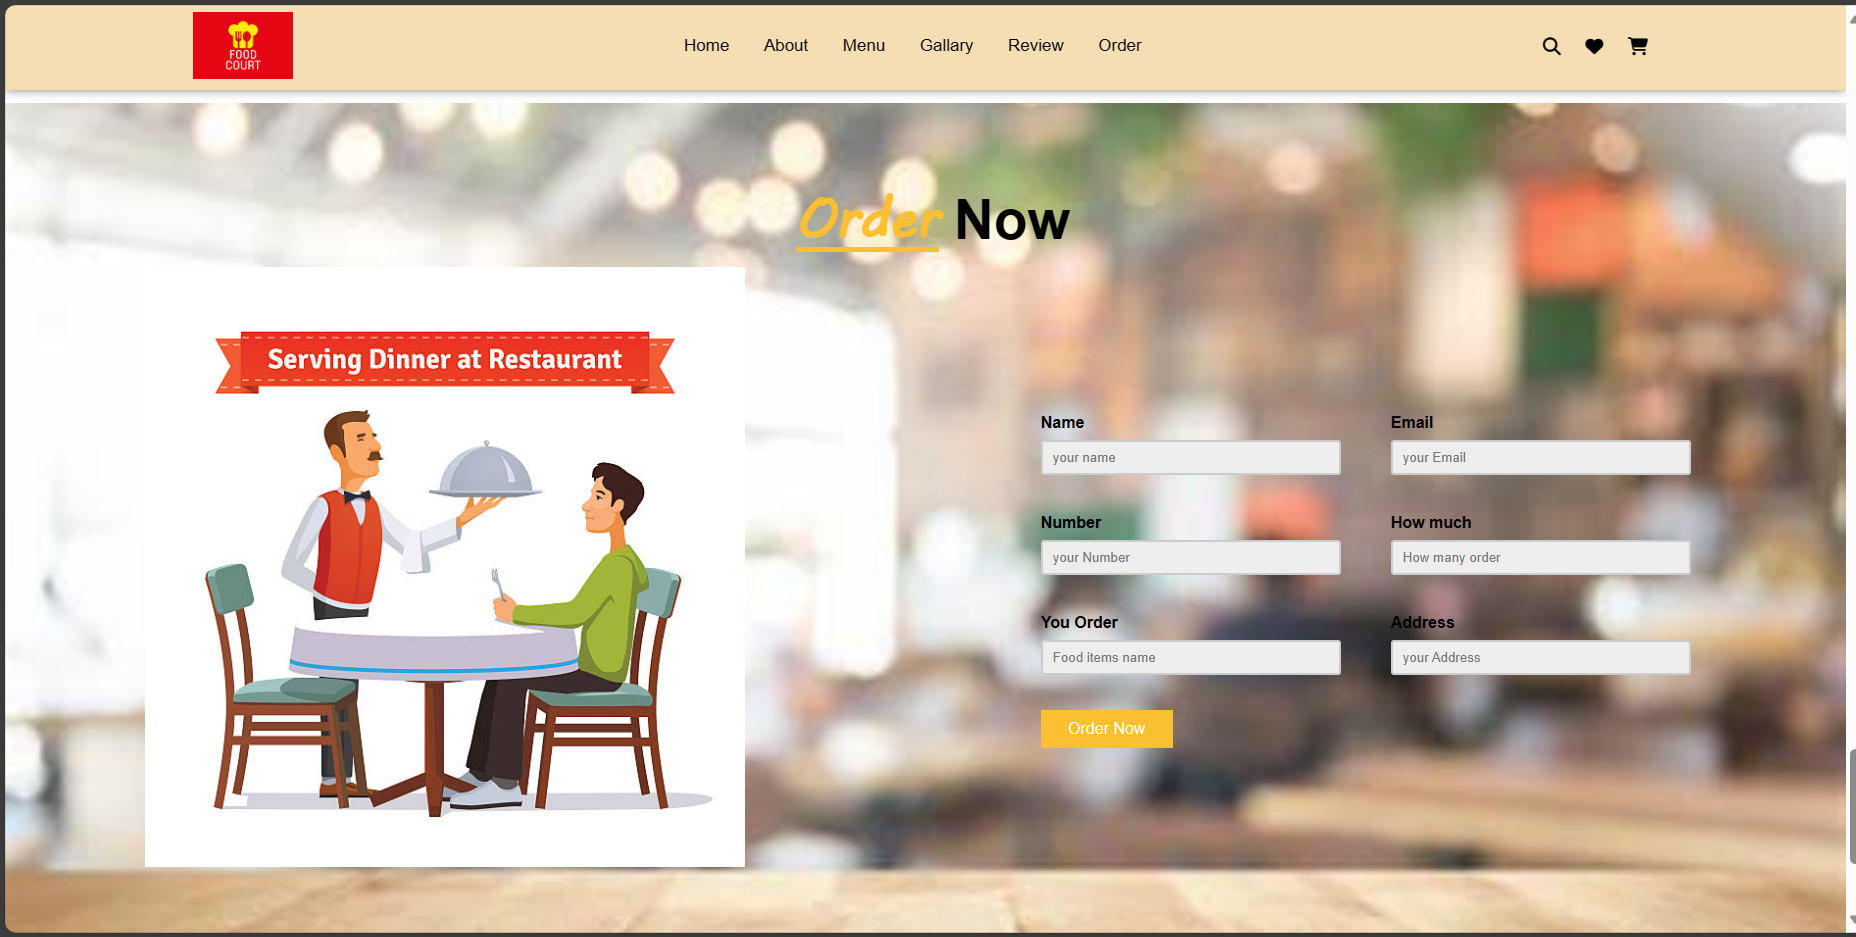 FOOD
COURT
Home About Menu Gallary Review Order
Order Now
Serving Dinner at Restaurant
Name Email
your name your Email
Number How much
your Number How many order
You Order Address
Food items name your Address
Order Now